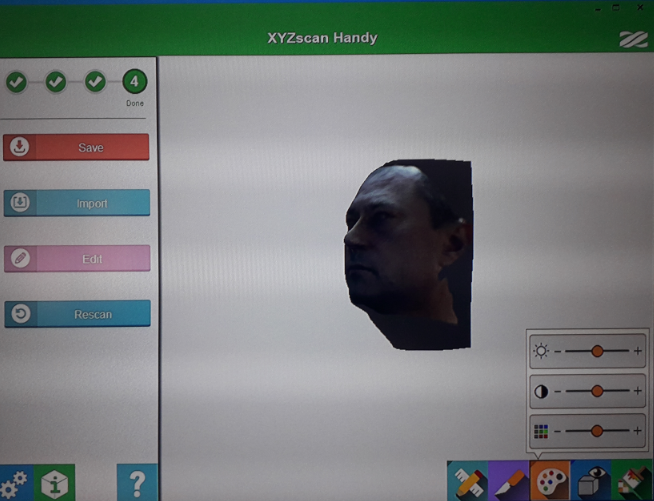 XYZscan Handy
4
Done
Save
Import
Edit
Rescan
?